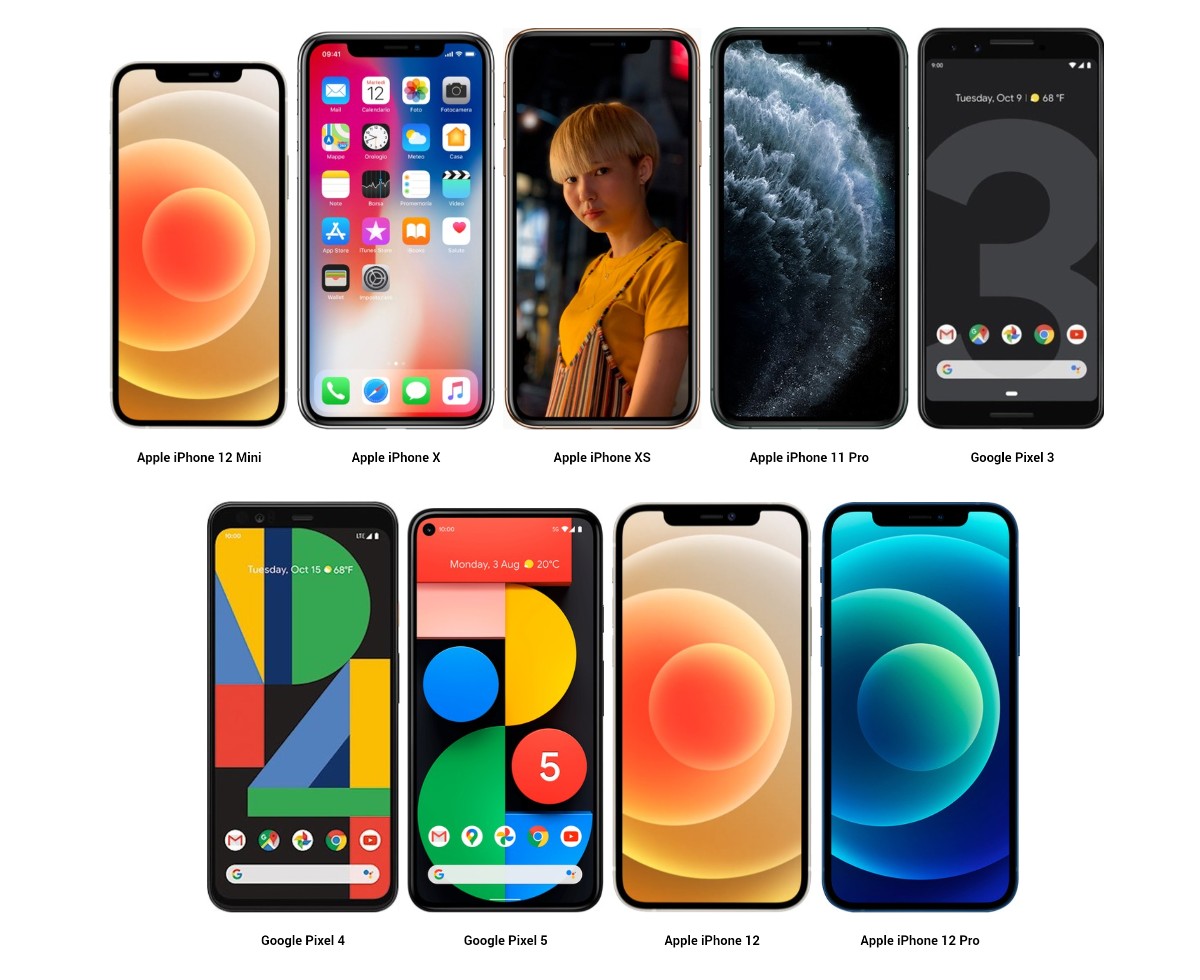 09:41
Martedì
12
Mail
Calendario
Foto
Fotocamera
Mappe
Orologio
Meteo
Casa
Note
Borsa
Promemoria
Video
App Store
iTunes Store
Salute
Wallet
Impostazioni
9:00
Tuesday, Oct 9 68 °F
3
G
Apple iPhone 12 Mini
Apple iPhone X
Apple iPhone XS
Apple iPhone 11 Pro
Google Pixel 3
10:00
LTE
Tuesday, Oct 15 68°F
4
G
10:00
5G
Monday, 3 Aug 20°C
5
G
Google Pixel 4
Google Pixel 5
Apple iPhone 12
Apple iPhone 12 Pro